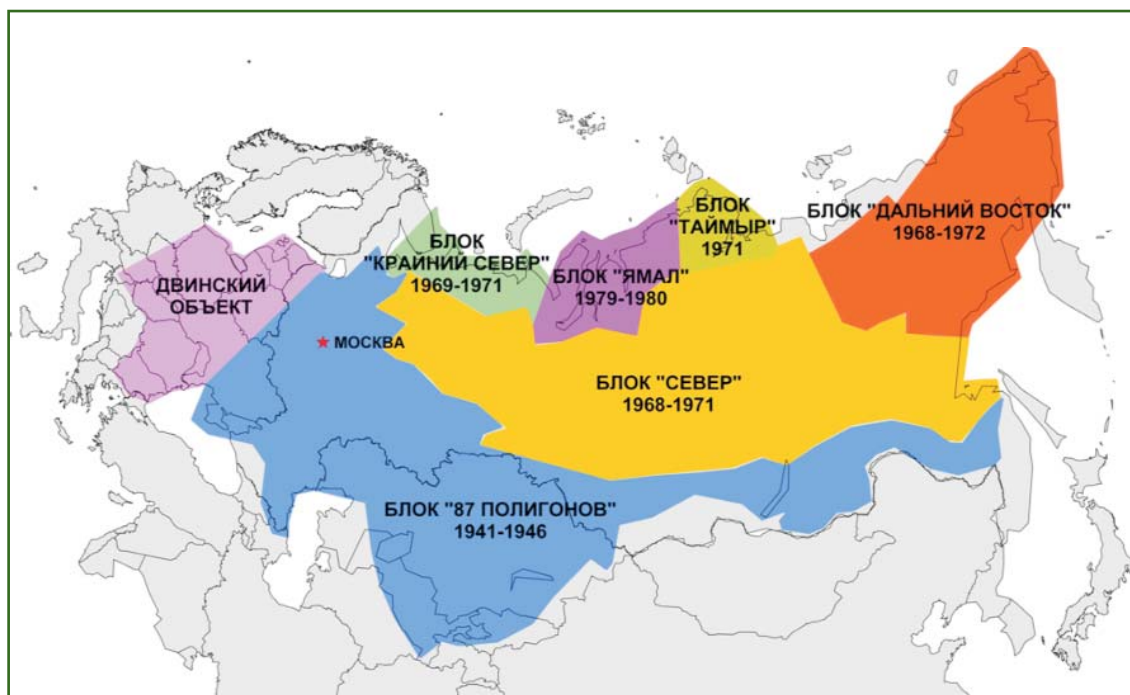 БЛОК
"ТАЙМЫР"
1971
БЛОК "ДАЛЬНИЙ ВОСТОК"
1968-1972
БЛОК
"КРАЙНИЙ СЕВЕР"
1969-1971
БЛОК "ЯМАЛ"
1979-1980
ДВИНСКИЙ
ОБЪЕКТ
МОСКВА
БЛОК "СЕВЕР"
1968-1971
БЛОК "87 ПОЛИГОНОВ"
1941-1946